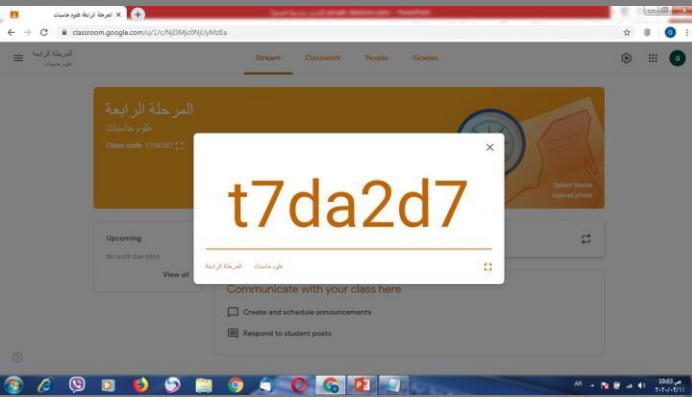 المرحلة الرابعة علوم حاسبات
classroom.google.com/u/1/c/NjI3Mjc0NjUyMzBa
المرحلة الرابعة
علوم حاسبات
Stream Classwork People Grades
المرحلة الرابعة
علوم حاسبات
Class code t7da2d7
Select theme
Upload photo
t7da2d7
المرحلة الرابعة علوم حاسبات
Upcoming
No work due soon
View all
Communicate with your class here
Create and schedule announcements
Respond to student posts
AR
10:03 ص